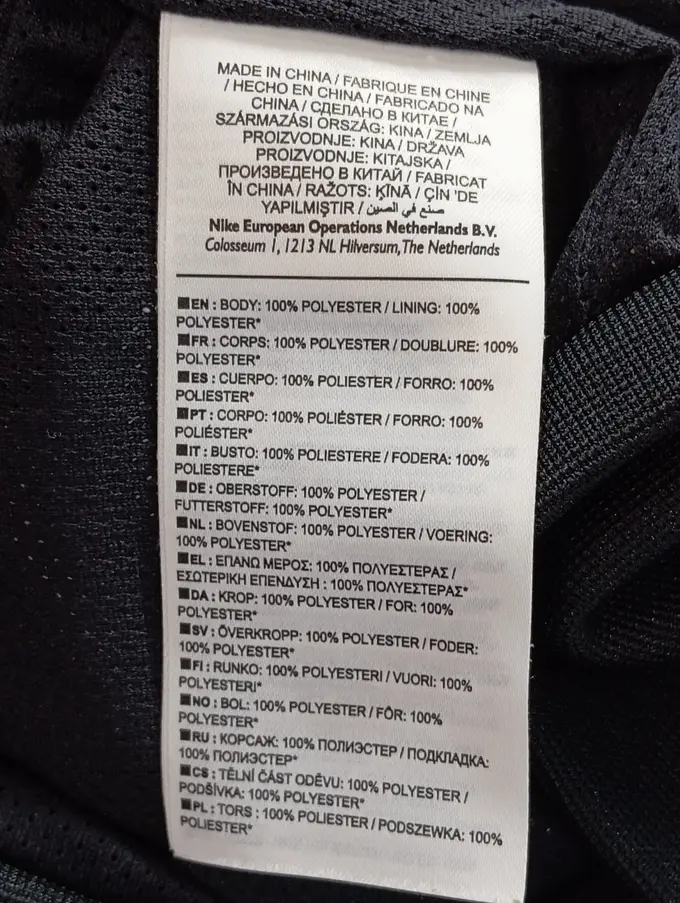 MADE IN CHINA / FABRIQUE EN CHINE
/ HECHO EN CHINA / FABRICADO NA
CHINA / СДЕЛАНО В КИТАЕ /
SZÁRMAZÁSI ORSZÁG: KINA / ZEMLJA
PROIZVODNJE: KINA / DRŽAVA
PROIZVODNJE: KITAJSKA /
ПРОИЗВЕДЕНО В КИТАЙ / FABRICAT
ÎN CHINA / RAŽOTS: ĶĪNĀ / ÇİN 'DE
YAPILMIŞTIR / صنع في الصين
Nike European Operations Netherlands B.V.
Colosseum 1, 1213 NL Hilversum, The Netherlands
■EN : BODY: 100% POLYESTER / LINING: 100%
POLYESTER*
■FR : CORPS: 100% POLYESTER / DOUBLURE: 100%
POLYESTER*
■ES : CUERPO: 100% POLIESTER / FORRO: 100%
POLIESTER*
■PT : CORPO: 100% POLIÉSTER / FORRO: 100%
POLIÉSTER*
■IT : BUSTO: 100% POLIESTERE / FODERA: 100%
POLIESTERE*
■DE : OBERSTOFF: 100% POLYESTER /
FUTTERSTOFF: 100% POLYESTER*
■NL : BOVENSTOF: 100% POLYESTER / VOERING:
100% POLYESTER*
■EL : ΕΠΑΝΩ ΜΕΡΟΣ: 100% ΠΟΛΥΕΣΤΕΡΑΣ /
ΕΣΩΤΕΡΙΚΗ ΕΠΕΝΔΥΣΗ : 100% ΠΟΛΥΕΣΤΕΡΑΣ*
■DA : KROP: 100% POLYESTER / FOR: 100%
POLYESTER*
■SV : ÖVERKROPP: 100% POLYESTER / FODER:
100% POLYESTER*
■FI : RUNKO: 100% POLYESTERI / VUORI: 100%
POLYESTERI*
■NO : BOL: 100% POLYESTER / FÔR: 100%
POLYESTER*
■RU : КОРСАЖ: 100% ПОЛИЭСТЕР / ПОДКЛАДКА:
100% ПОЛИЭСТЕР*
■CS : TĚLNÍ ČÁST ODĚVU: 100% POLYESTER /
PODŠÍVKA: 100% POLYESTER*
■PL : TORS : 100% POLIESTER / PODSZEWKA: 100%
POLIESTER*